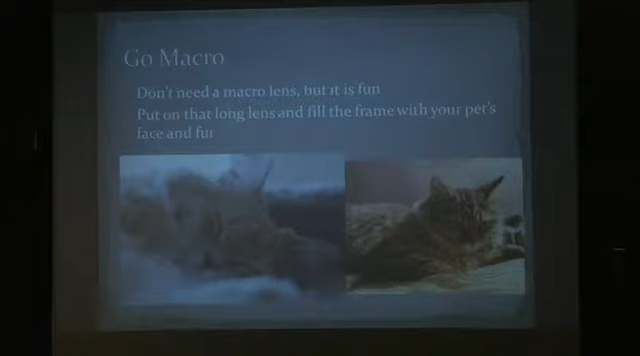 Go Macro
Don't need a macro lens, but it is fun
Put on that long lens and fill the frame with your pet's
face and fur